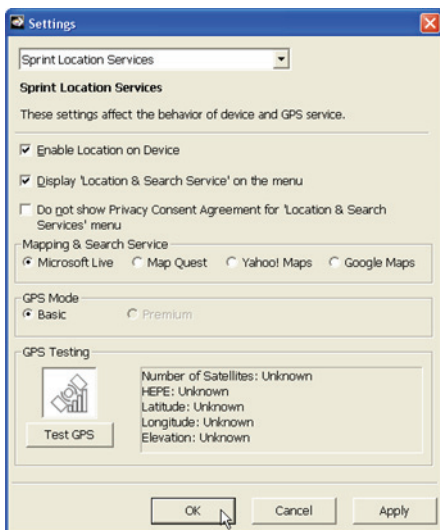 Settings
Sprint Location Services
Sprint Location Services
These settings affect the behavior of device and GPS service.
Enable Location on Device
Display 'Location & Search Service' on the menu
Do not show Privacy Consent Agreement for 'Location & Search
Services' menu
Mapping & Search Service
Microsoft Live Map Quest Yahoo! Maps Google Maps
GPS Mode
Basic Premium
GPS Testing
Number of Satellites: Unknown
HEPE: Unknown
Latitude: Unknown
Longitude: Unknown
Elevation: Unknown
Test GPS
OK Cancel Apply